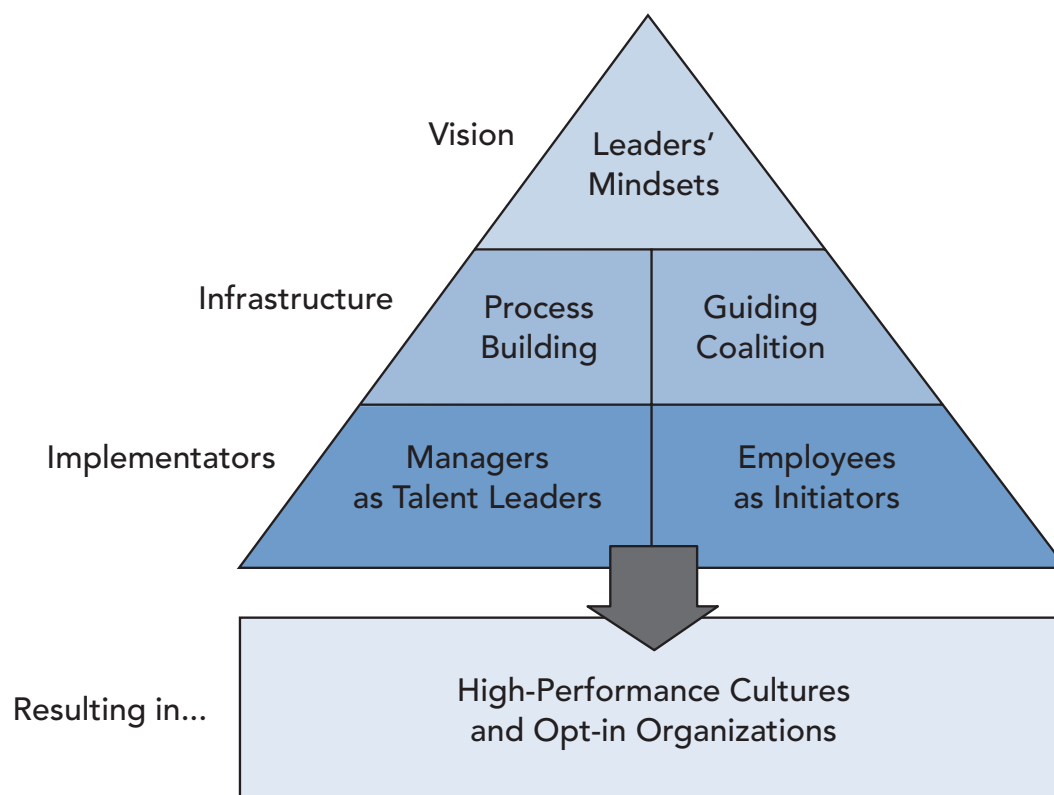 Vision
Leaders’
Mindsets
Infrastructure
Process
Building
Guiding
Coalition
Implementators
Managers
as Talent Leaders
Employees
as Initiators
Resulting in...
High-Performance Cultures
and Opt-in Organizations